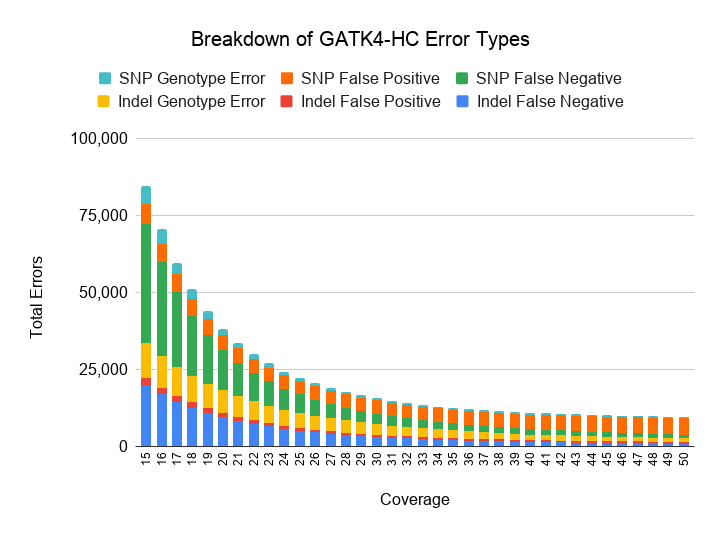 Breakdown of GATK4-HC Error Types
SNP Genotype Error SNP False Positive SNP False Negative
Indel Genotype Error Indel False Positive Indel False Negative
100,000
75,000
50,000
25,000
0
Total Errors
15 16 17 18 19 20 21 22 23 24 25 26 27 28 29 30 31 32 33 34 35 36 37 38 39 40 41 42 43 44 45 46 47 48 49 50
Coverage